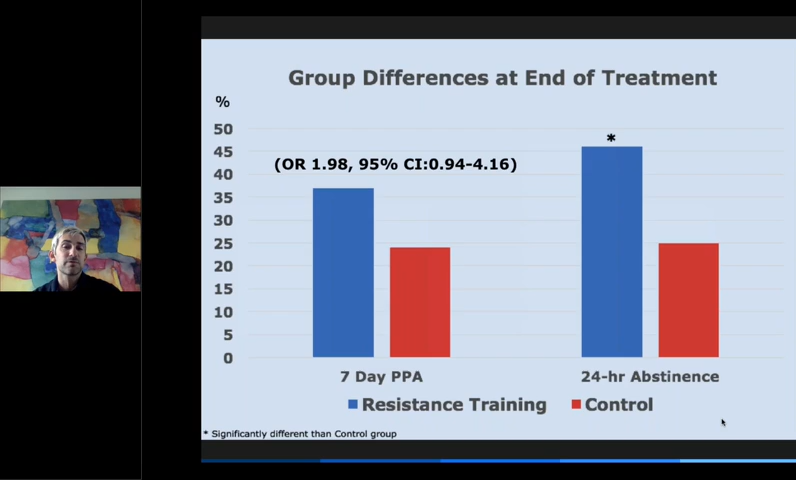 Group Differences at End of Treatment
%
50
45
40
35
30
25
20
15
10
5
0
(OR 1.98, 95% CI:0.94-4.16)
*
7 Day PPA
24-hr Abstinence
Resistance Training
Control
* Significantly different than Control group